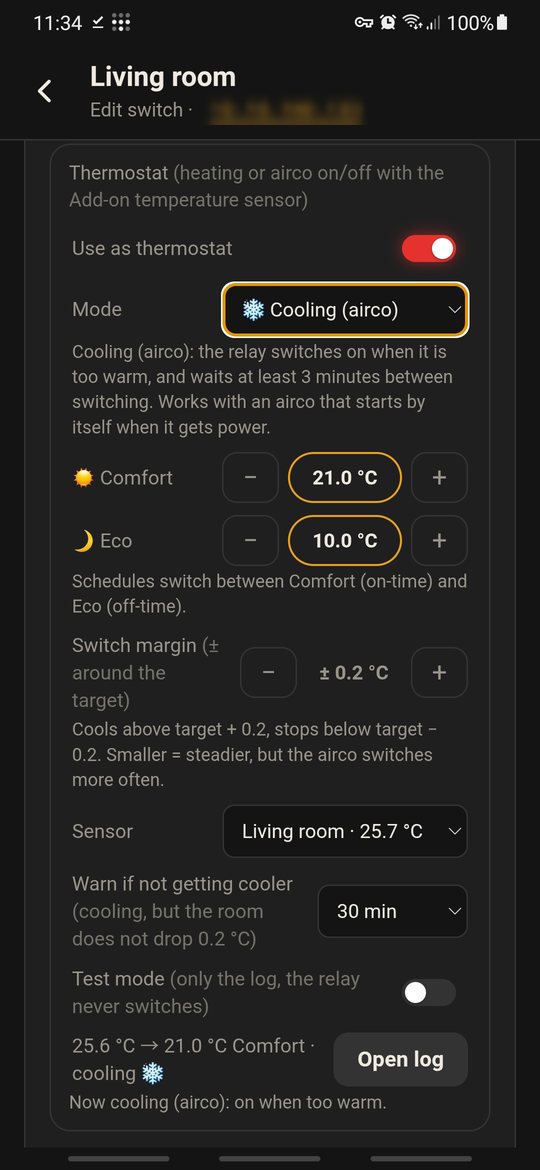 11:34
100%
Living room
Edit switch ·
Thermostat (heating or airco on/off with the
Add-on temperature sensor)
Use as thermostat
Mode
❄️ Cooling (airco)
Cooling (airco): the relay switches on when it is
too warm, and waits at least 3 minutes between
switching. Works with an airco that starts by
itself when it gets power.
☀️ Comfort
− 21.0 °C +
🌙 Eco
− 10.0 °C +
Schedules switch between Comfort (on-time) and
Eco (off-time).
Switch margin (±
around the
target)
− ± 0.2 °C +
Cools above target + 0.2, stops below target −
0.2. Smaller = steadier, but the airco switches
more often.
Sensor
Living room · 25.7 °C
Warn if not getting cooler
(cooling, but the room
does not drop 0.2 °C)
30 min
Test mode (only the log, the relay
never switches)
25.6 °C → 21.0 °C Comfort ·
cooling ❄️
Open log
Now cooling (airco): on when too warm.